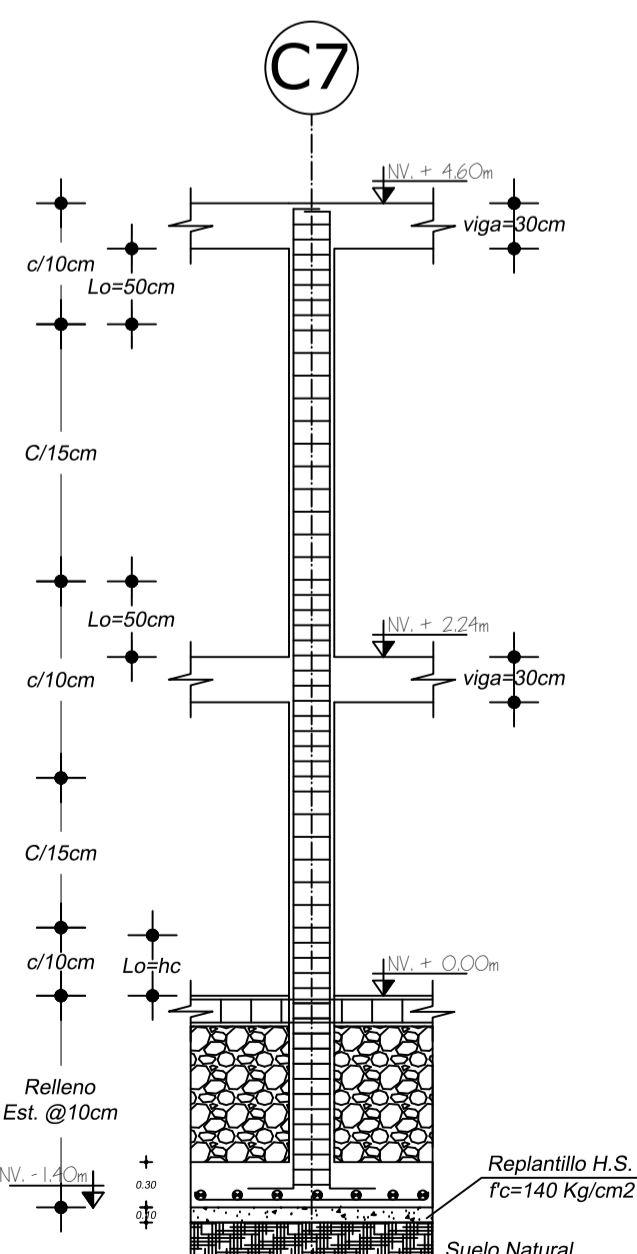 C7
NV. + 4.60m
viga=30cm
c/10cm
Lo=50cm
C/15cm
Lo=50cm
NV. + 2.24m
c/10cm
viga=30cm
C/15cm
c/10cm
Lo=hc
NV. + 0.00m
Relleno
Est. @10cm
NV. -1.40m
0.30
0.10
Replantillo H.S.
f'c=140 Kg/cm2
Suelo Natural